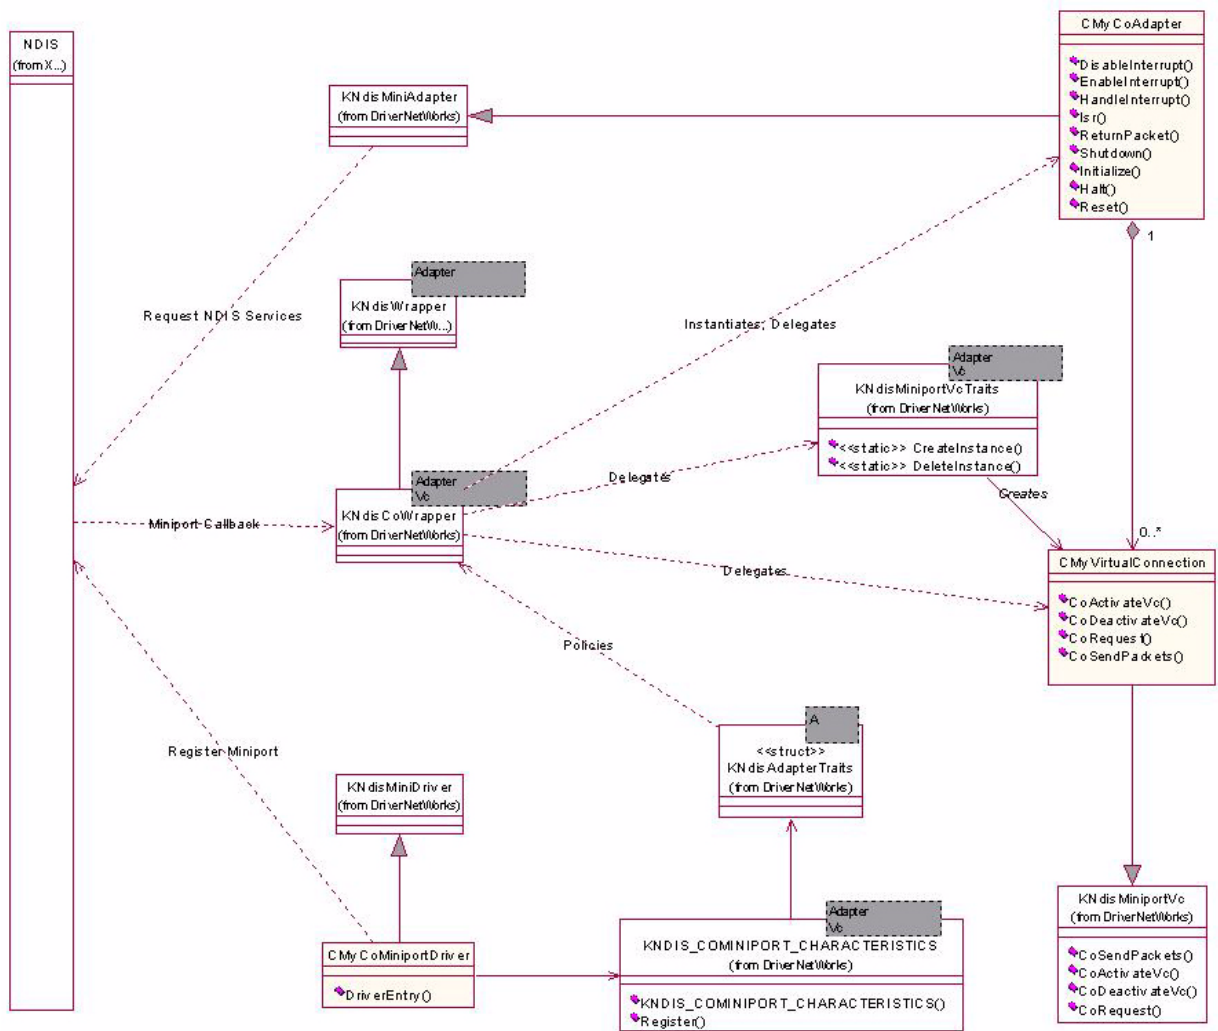 NDIS
(from X...)
CMyCoAdapter
DisableInterrupt()
EnableInterrupt()
HandleInterrupt()
Isr()
ReturnPacket()
Shutdown()
Initialize()
Halt()
Reset()
1
KNdisMiniAdapter
(from DriverNetWorks)
Request NDIS Services
Adapter
KNdisWrapper
(from DriverNetW...)
Instantiates, Delegates
Adapter
Vc
KNdisMiniportVcTraits
(from DriverNetWorks)
<<static>> CreateInstance()
<<static>> DeleteInstance()
Creates
Adapter
Vc
KNdisCoWrapper
(from DriverNetWorks)
Miniport Callback
Delegates
Delegates
0..*
CMyVirtualConnection
CoActivateVc()
CoDeactivateVc()
CoRequest()
CoSendPackets()
Policies
Register Miniport
A
<<struct>>
KNdisAdapterTraits
(from DriverNetWorks)
KNdisMiniDriver
(from DriverNetWorks)
CMyCoMiniportDriver
DriverEntry()
Adapter
Vc
KNDIS_COMINIPORT_CHARACTERISTICS
(from DriverNetWorks)
KNDIS_COMINIPORT_CHARACTERISTICS()
Register()
KNdisMiniportVc
(from DriverNetWorks)
CoSendPackets()
CoActivateVc()
CoDeactivateVc()
CoRequest()